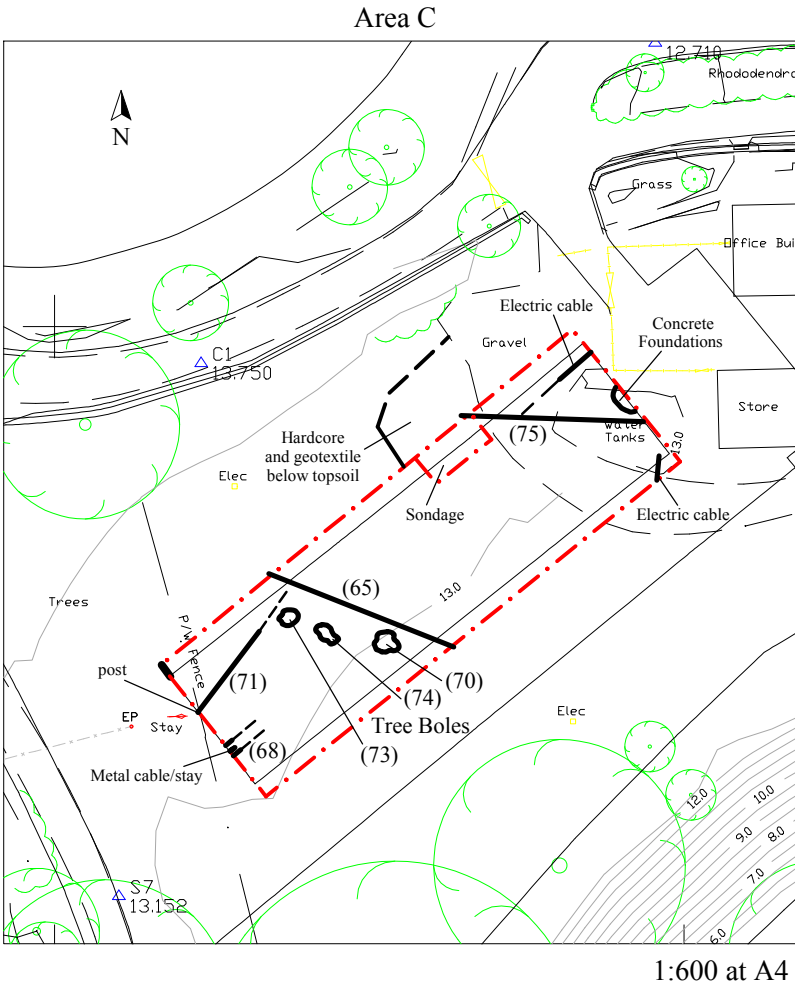 Area C
12.710
Rhododendro
N
Grass
Office Bui
Electric cable
Concrete
Foundations
Gravel
C1
13.750
Store
(75)
Water
Tanks
13.0
Hardcore
and geotextile
below topsoil
Elec
Sondage
Electric cable
(65)
13.0
Trees
P/W Fence
post
(71)
(70)
(74)
EP
Stay
Tree Boles
Elec
(68)
(73)
Metal cable/stay
12.0
10.0
9.0
8.0
7.0
S7
13.152
6.0
1:600 at A4